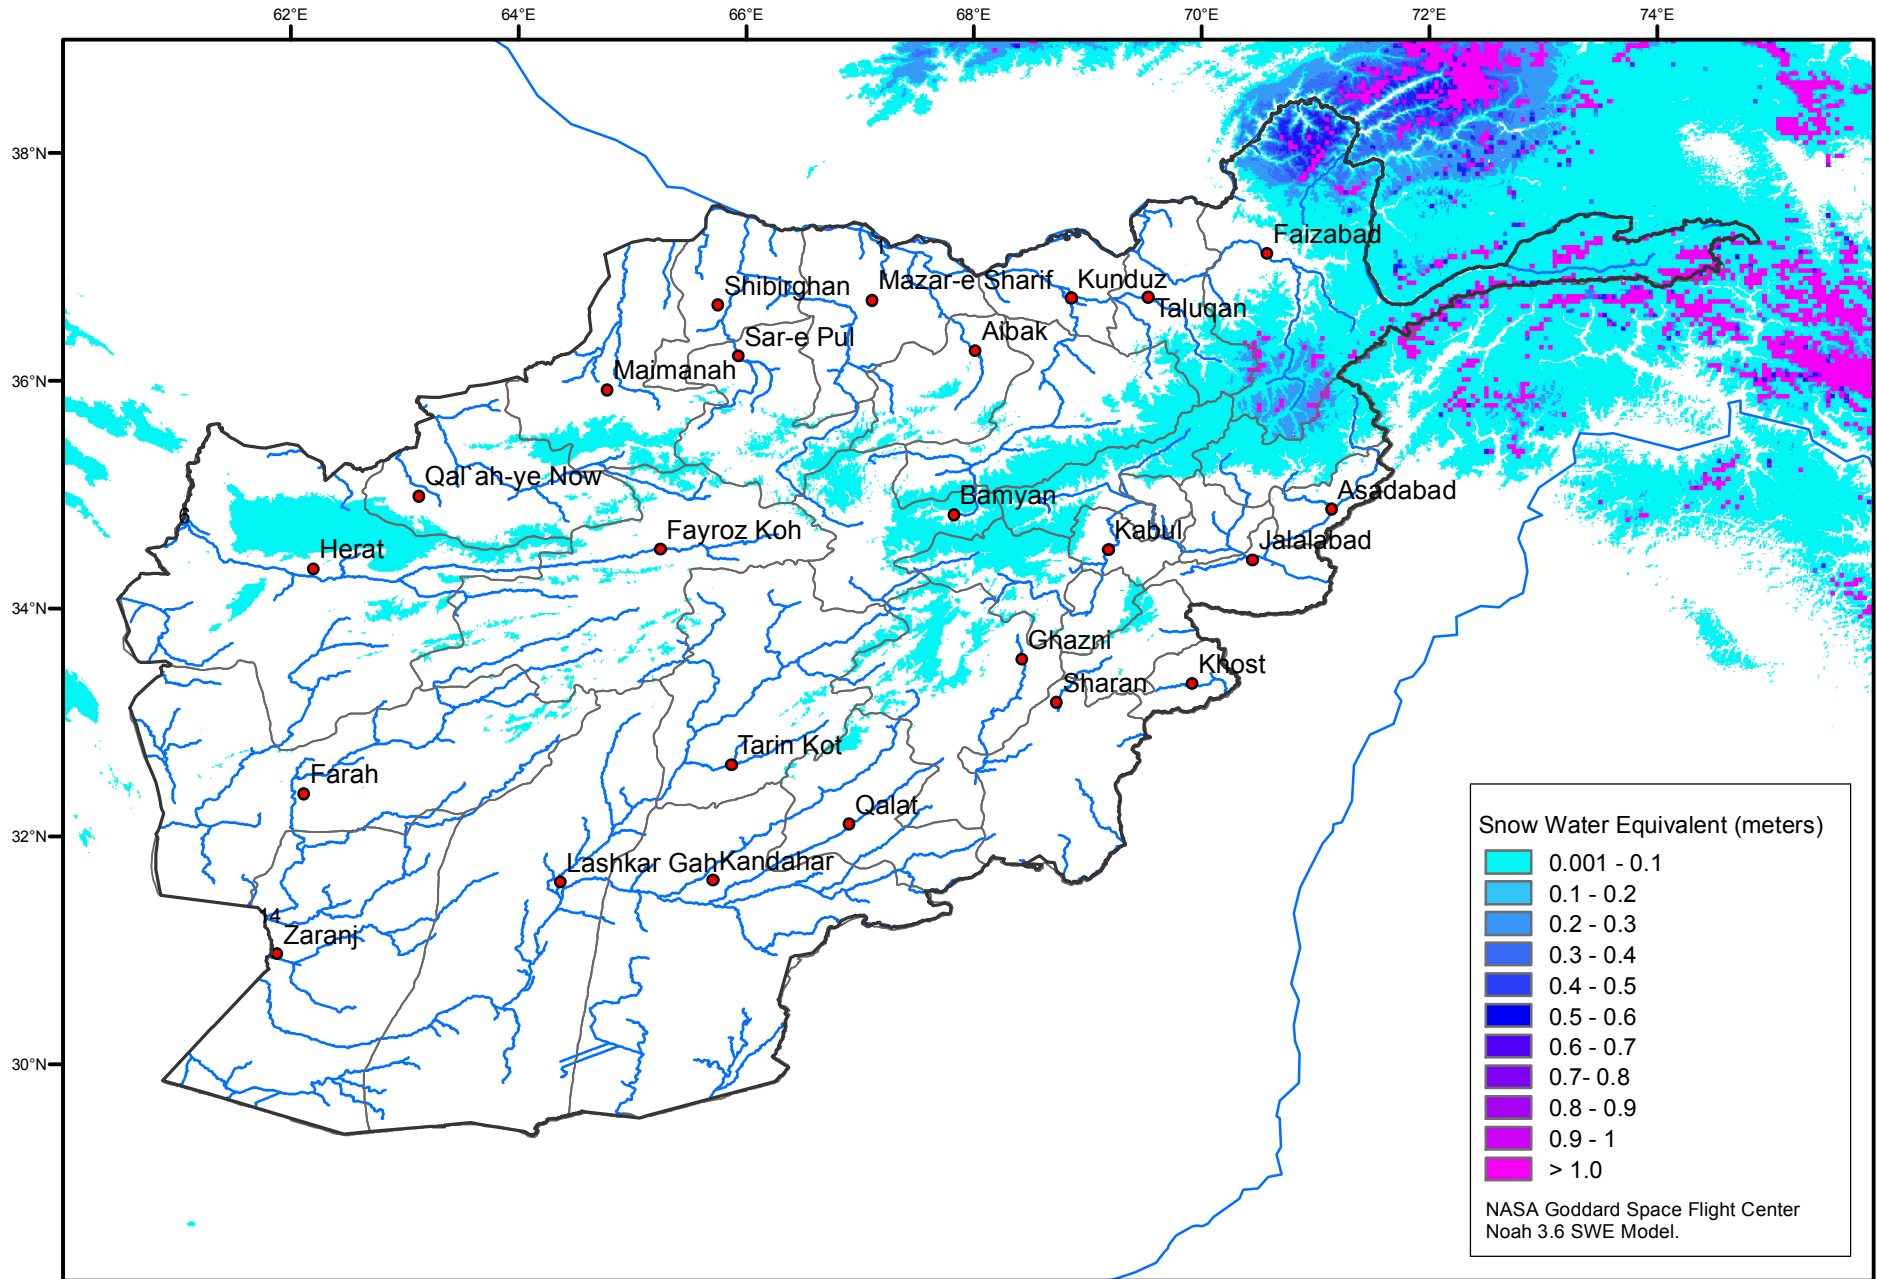 62°E 64°E 66°E 68°E 70°E 72°E 74°E
38°N
36°N
34°N
32°N
30°N
Faizabad
Shibirghan
Mazar-e Sharif
Kunduz
Taluqan
Sar-e Pul
Aibak
Maimanah
Qal`ah-ye Now
Bamyan
Asadabad
6
Herat
Fayroz Koh
Kabul
Jalalabad
Ghazni
Khost
Sharan
Tarin Kot
Farah
Qalat
Lashkar Gah
Kandahar
14
Zaranj
Snow Water Equivalent (meters)
0.001 - 0.1
0.1 - 0.2
0.2 - 0.3
0.3 - 0.4
0.4 - 0.5
0.5 - 0.6
0.6 - 0.7
0.7- 0.8
0.8 - 0.9
0.9 - 1
> 1.0
NASA Goddard Space Flight Center
Noah 3.6 SWE Model.